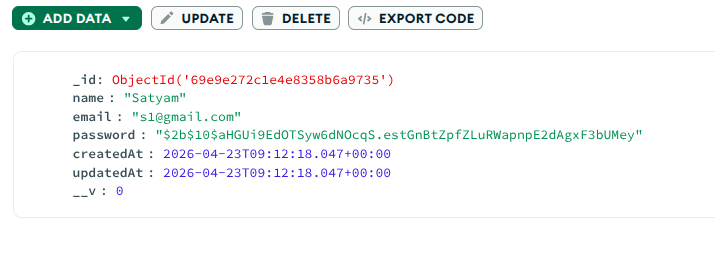 ADD DATA UPDATE DELETE EXPORT CODE
_id: ObjectId('69e9e272c1e4e8358b6a9735')
name : "Satyam"
email : "s1@gmail.com"
password : "$2b$10$aHGUi9EdOTSyw6dNOcqS.estGnBtZpfZLuRWapnpE2dAgxF3bUMey"
createdAt : 2026-04-23T09:12:18.047+00:00
updatedAt : 2026-04-23T09:12:18.047+00:00
__v : 0